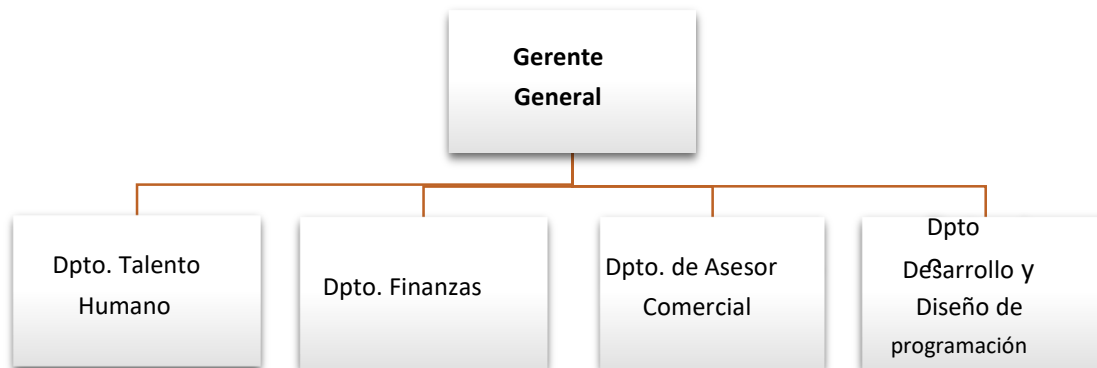 Gerente
General
Dpto. Talento
Humano
Dpto. Finanzas
Dpto. de Asesor
Comercial
Dpto
Desarrollo y
Diseño de
programación